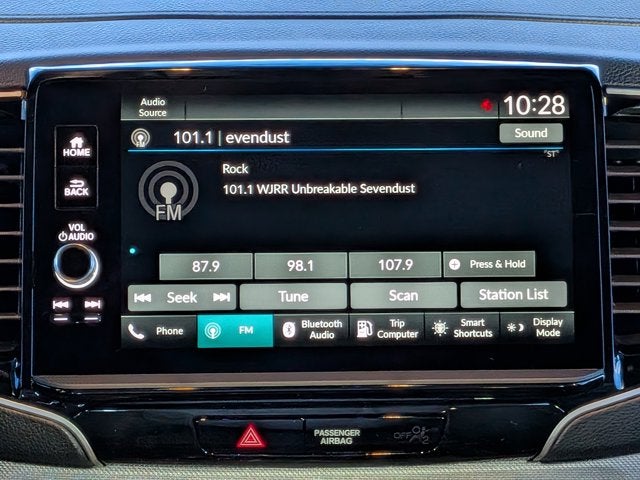 Audio
Source
10:28
101.1 | evendust
Sound
"ST"
HOME
BACK
VOL
AUDIO
FM
Rock
101.1 WJRR Unbreakable Sevendust
87.9
98.1
107.9
Press & Hold
Seek
Tune
Scan
Station List
Phone
FM
Bluetooth
Audio
Trip
Computer
Smart
Shortcuts
Display
Mode
PASSENGER
AIRBAG
OFF
2